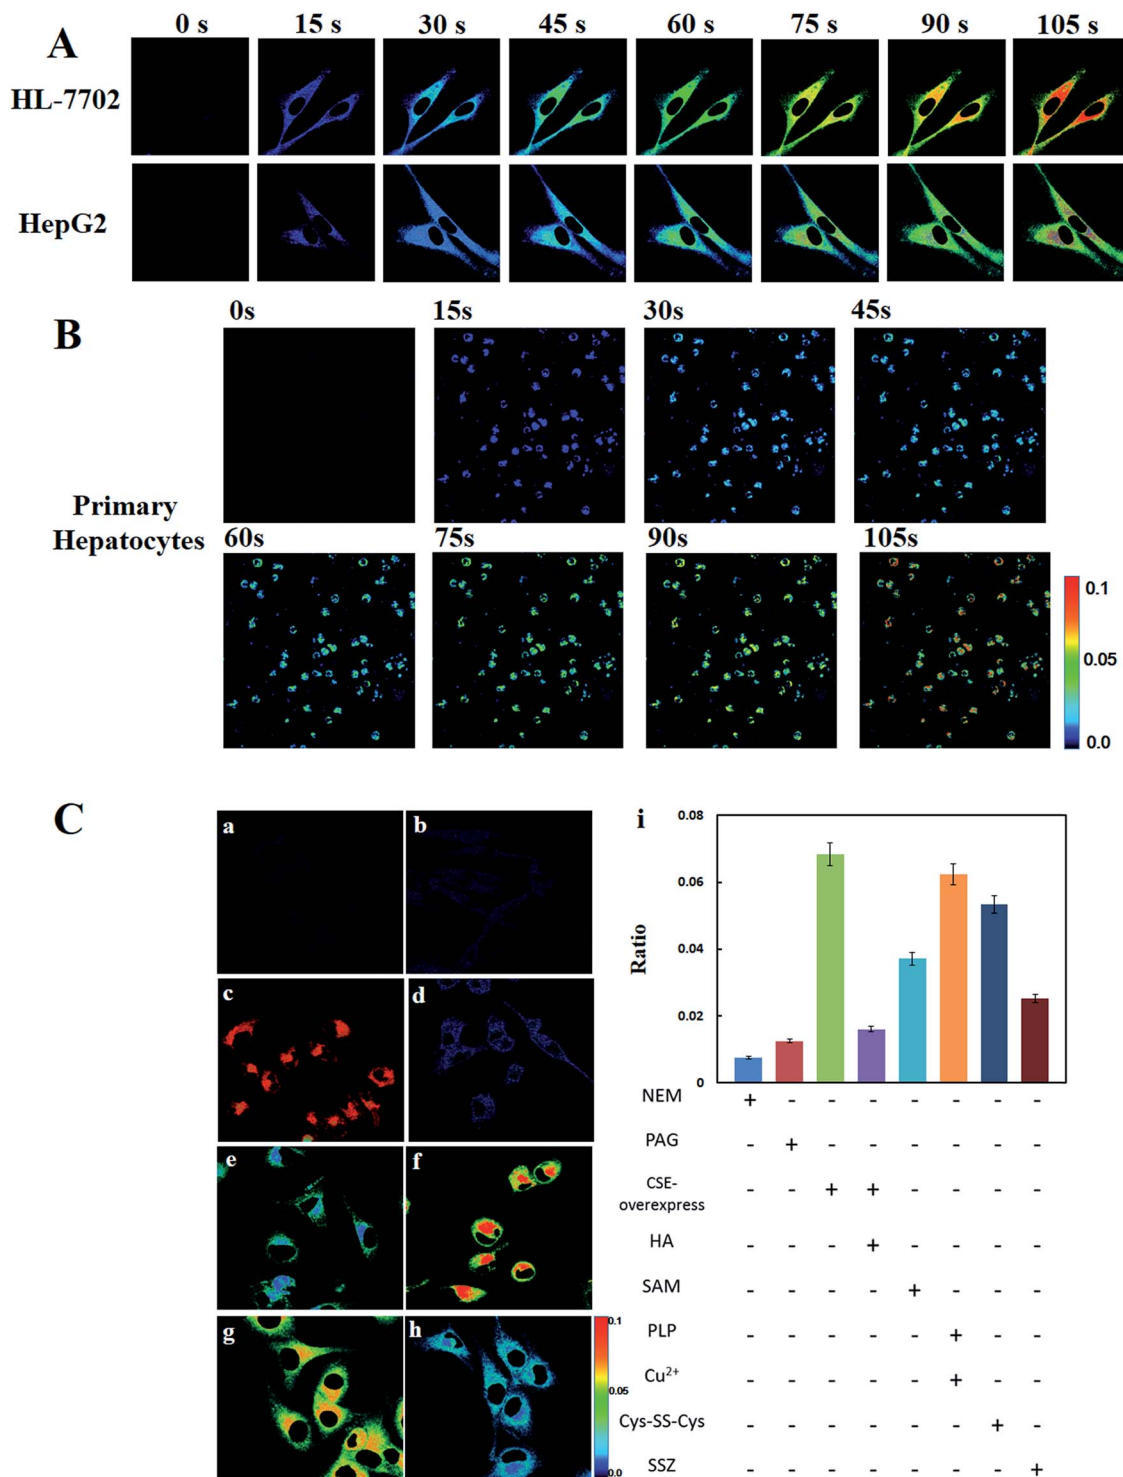 A
0 s 15 s 30 s 45 s 60 s 75 s 90 s 105 s
HL-7702
HepG2
B
0s 15s 30s 45s
Primary
Hepatocytes
60s 75s 90s 105s
0.1
0.05
0.0
C
a b
c d
e f
g h
0.1
0.05
0.0
i
0.08
0.06
0.04
0.02
0
Ratio
NEM + - - - - - - -
PAG - + - - - - - -
CSE-
overexpress - - + + - - - -
HA - - - + - - - -
SAM - - - - + - - -
PLP - - - - - + - -
Cu²⁺ - - - - - + - -
Cys-SS-Cys - - - - - - + -
SSZ - - - - - - - +